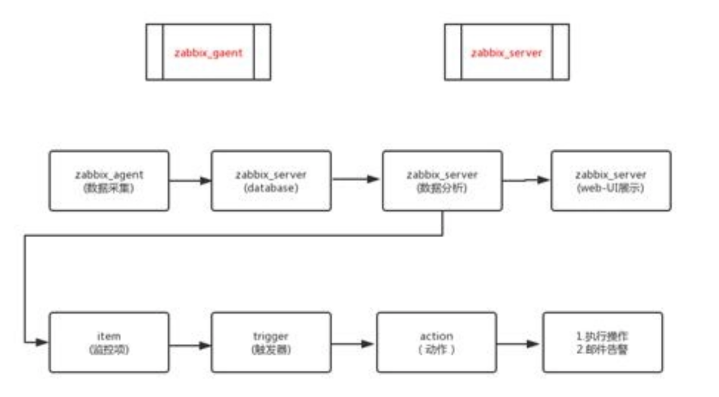 zabbix_gaent
zabbix_server
zabbix_agent
(数据采集)
zabbix_server
(database)
zabbix_server
(数据分析)
zabbix_server
(web-UI展示)
item
(监控项)
trigger
(触发器)
action
( 动作 )
1.执行操作
2.邮件告警